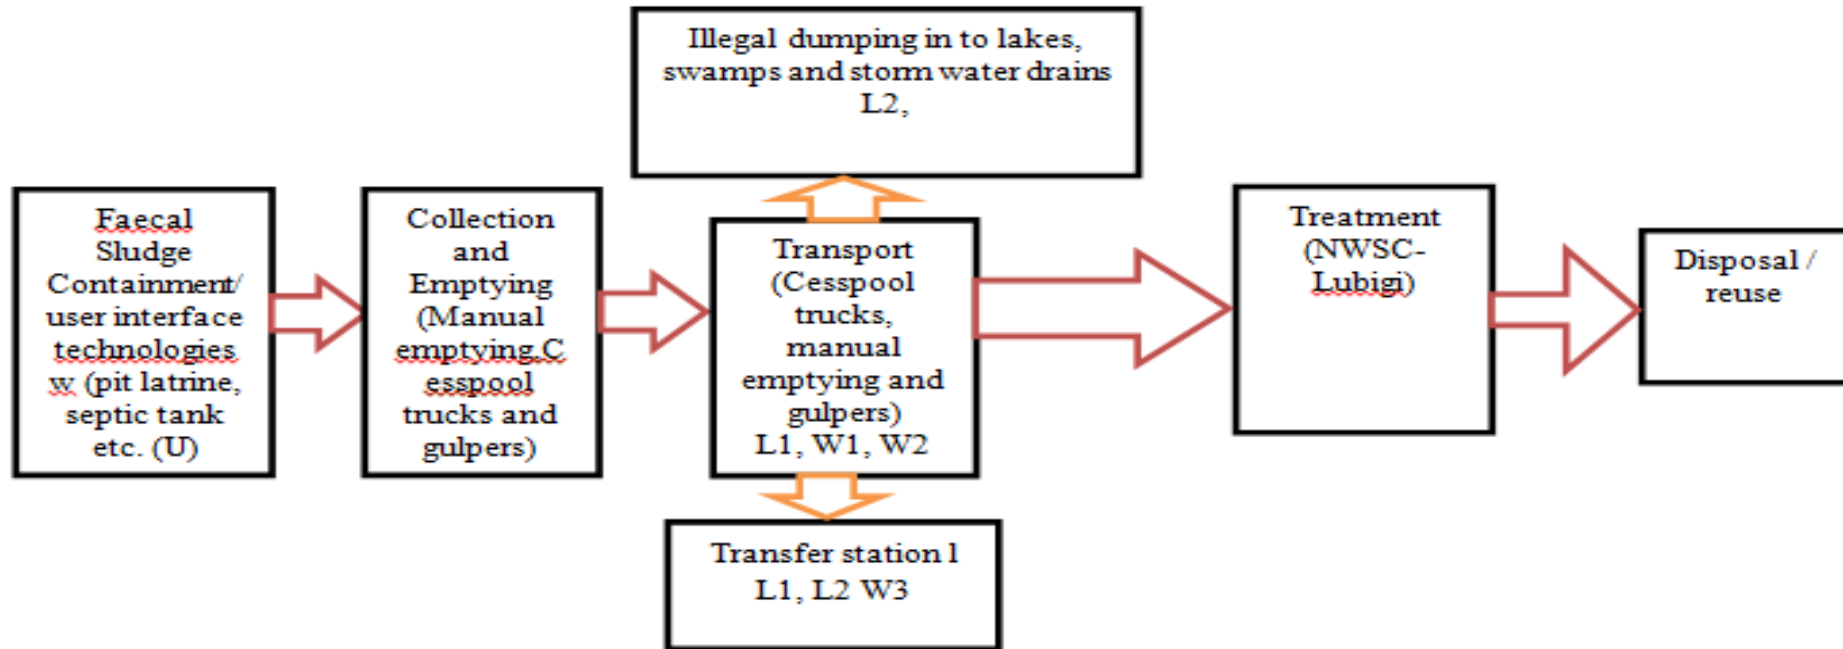 Illegal dumping in to lakes,
swamps and storm water drains
L2,
Faecal
Sludge
Containment/
user interface
technologies
w (pit latrine,
septic tank
etc. (U)
Collection
and
Emptying
(Manual
emptying,C
esspool
trucks and
gulpers)
Transport
(Cesspool
trucks,
manual
emptying and
gulpers)
L1, W1, W2
Treatment
(NWSC-
Lubigi)
Disposal /
reuse
Transfer station l
L1, L2 W3